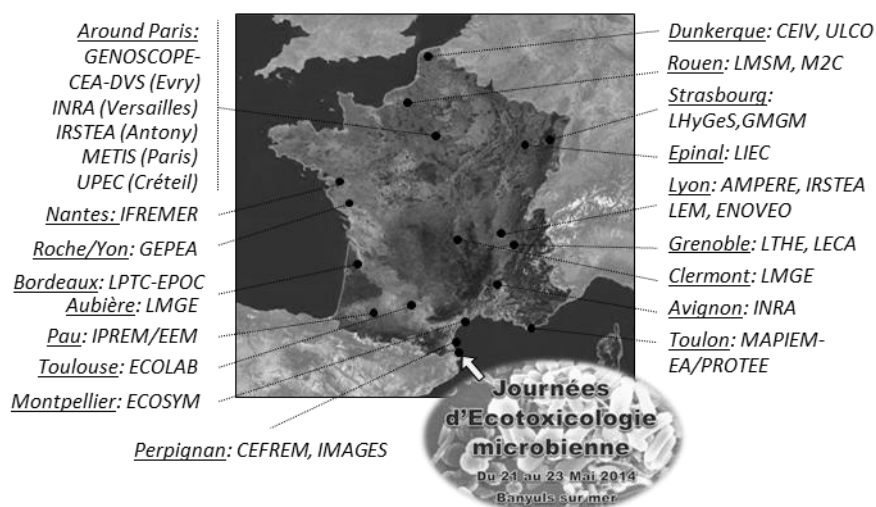 Around Paris:
GENOSCOPE-
CEA-DVS (Evry)
INRA (Versailles)
IRSTEA (Antony)
METIS (Paris)
UPEC (Créteil)
Nantes: IFREMER
Roche/Yon: GEPEA
Bordeaux: LPTC-EPOC
Aubière: LMGE
Pau: IPREM/EEM
Toulouse: ECOLAB
Montpellier: ECOSYM
Perpignan: CEFREM, IMAGES
Dunkerque: CEIV, ULCO
Rouen: LMSM, M2C
Strasbourg:
LHyGeS,GMGM
Epinal: LIEC
Lyon: AMPERE, IRSTEA
LEM, ENOVEO
Grenoble: LTHE, LECA
Clermont: LMGE
Avignon: INRA
Toulon: MAPIEM-
EA/PROTEE
Journées
d'Ecotoxicologie
microbienne
Du 21 au 23 Mai 2014
Banyuls sur mer